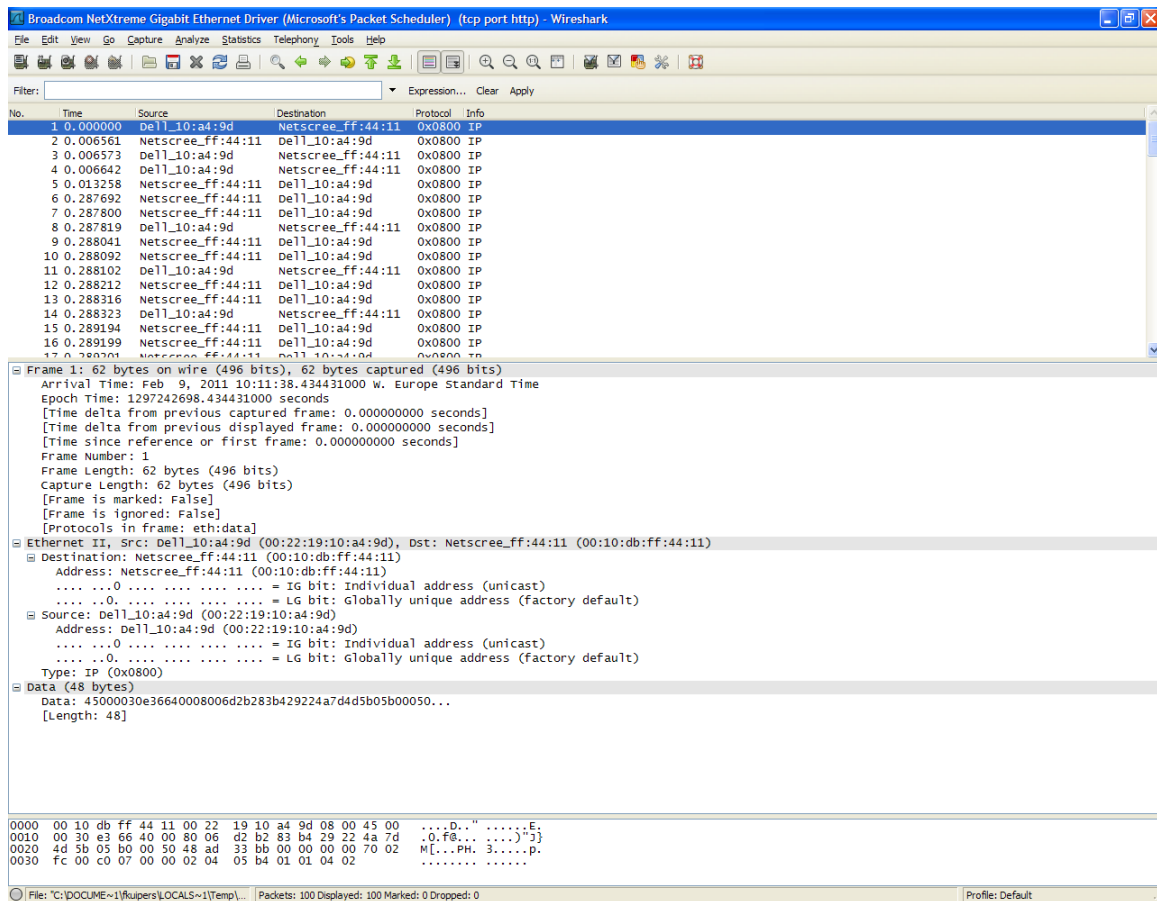 Broadcom NetXtreme Gigabit Ethernet Driver (Microsoft's Packet Scheduler)  (tcp port http) - Wireshark
File Edit View Go Capture Analyze Statistics Telephony Tools Help
Filter: Expression... Clear Apply
No. Time Source Destination Protocol Info
1 0.000000 Dell_10:a4:9d Netscree_ff:44:11 0x0800 IP
2 0.006561 Netscree_ff:44:11 Dell_10:a4:9d 0x0800 IP
3 0.006573 Dell_10:a4:9d Netscree_ff:44:11 0x0800 IP
4 0.006642 Dell_10:a4:9d Netscree_ff:44:11 0x0800 IP
5 0.013258 Netscree_ff:44:11 Dell_10:a4:9d 0x0800 IP
6 0.287692 Netscree_ff:44:11 Dell_10:a4:9d 0x0800 IP
7 0.287800 Netscree_ff:44:11 Dell_10:a4:9d 0x0800 IP
8 0.287819 Dell_10:a4:9d Netscree_ff:44:11 0x0800 IP
9 0.288041 Netscree_ff:44:11 Dell_10:a4:9d 0x0800 IP
10 0.288092 Netscree_ff:44:11 Dell_10:a4:9d 0x0800 IP
11 0.288102 Dell_10:a4:9d Netscree_ff:44:11 0x0800 IP
12 0.288212 Netscree_ff:44:11 Dell_10:a4:9d 0x0800 IP
13 0.288316 Netscree_ff:44:11 Dell_10:a4:9d 0x0800 IP
14 0.288323 Dell_10:a4:9d Netscree_ff:44:11 0x0800 IP
15 0.289194 Netscree_ff:44:11 Dell_10:a4:9d 0x0800 IP
16 0.289199 Netscree_ff:44:11 Dell_10:a4:9d 0x0800 IP
17 0.289201 Netscree_ff:44:11 Dell_10:a4:9d 0x0800 IP
Frame 1: 62 bytes on wire (496 bits), 62 bytes captured (496 bits)
Arrival Time: Feb  9, 2011 10:11:38.434431000 W. Europe Standard Time
Epoch Time: 1297242698.434431000 seconds
[Time delta from previous captured frame: 0.000000000 seconds]
[Time delta from previous displayed frame: 0.000000000 seconds]
[Time since reference or first frame: 0.000000000 seconds]
Frame Number: 1
Frame Length: 62 bytes (496 bits)
Capture Length: 62 bytes (496 bits)
[Frame is marked: False]
[Frame is ignored: False]
[Protocols in frame: eth:data]
Ethernet II, Src: Dell_10:a4:9d (00:22:19:10:a4:9d), Dst: Netscree_ff:44:11 (00:10:db:ff:44:11)
Destination: Netscree_ff:44:11 (00:10:db:ff:44:11)
Address: Netscree_ff:44:11 (00:10:db:ff:44:11)
.... ...0 .... .... .... .... = IG bit: Individual address (unicast)
.... ..0. .... .... .... .... = LG bit: Globally unique address (factory default)
Source: Dell_10:a4:9d (00:22:19:10:a4:9d)
Address: Dell_10:a4:9d (00:22:19:10:a4:9d)
.... ...0 .... .... .... .... = IG bit: Individual address (unicast)
.... ..0. .... .... .... .... = LG bit: Globally unique address (factory default)
Type: IP (0x0800)
Data (48 bytes)
Data: 45000030e36640008006d2b283b429224a7d4d5b05b00050...
[Length: 48]
0000  00 10 db ff 44 11 00 22  19 10 a4 9d 08 00 45 00   ....D.." ......E.
0010  00 30 e3 66 40 00 80 06  d2 b2 83 b4 29 22 4a 7d   .0.f@... ....)"J}
0020  4d 5b 05 b0 00 50 48 ad  33 bb 00 00 00 00 70 02   M[...PH. 3.....p.
0030  fc 00 c0 07 00 00 02 04  05 b4 01 01 04 02         ........ ......
File: "C:\DOCUME~1\fkuipers\LOCALS~1\Temp\... Packets: 100 Displayed: 100 Marked: 0 Dropped: 0 Profile: Default